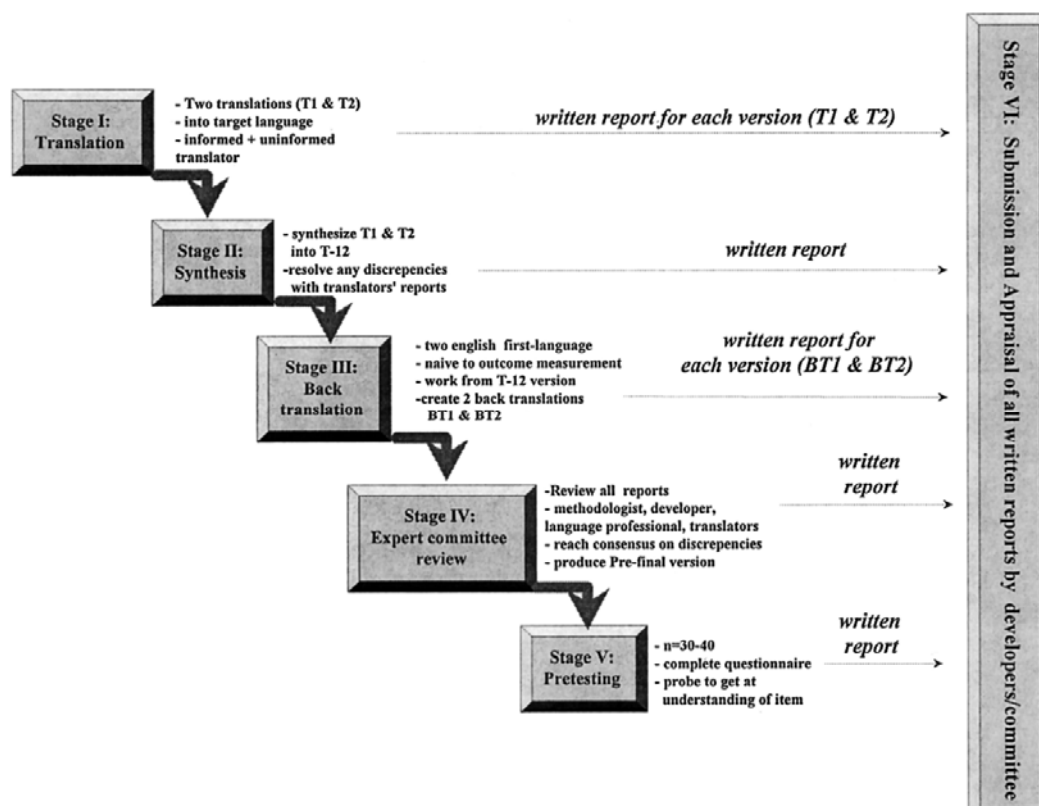 Stage I:
Translation
- Two translations (T1 & T2)
- into target language
- informed + uninformed
translator
written report for each version (T1 & T2)
Stage II:
Synthesis
- synthesize T1 & T2
into T-12
-resolve any discrepencies
with translators' reports
written report
Stage III:
Back
translation
- two english first-language
- naive to outcome measurement
- work from T-12 version
-create 2 back translations
BT1 & BT2
written report for
each version (BT1 & BT2)
Stage IV:
Expert committee
review
-Review all reports
- methodologist, developer,
language professional, translators
- reach consensus on discrepencies
- produce Pre-final version
written
report
Stage V:
Pretesting
- n=30-40
- complete questionnaire
- probe to get at
understanding of item
written
report
Stage VI: Submission and Appraisal of all written reports by developers/committee